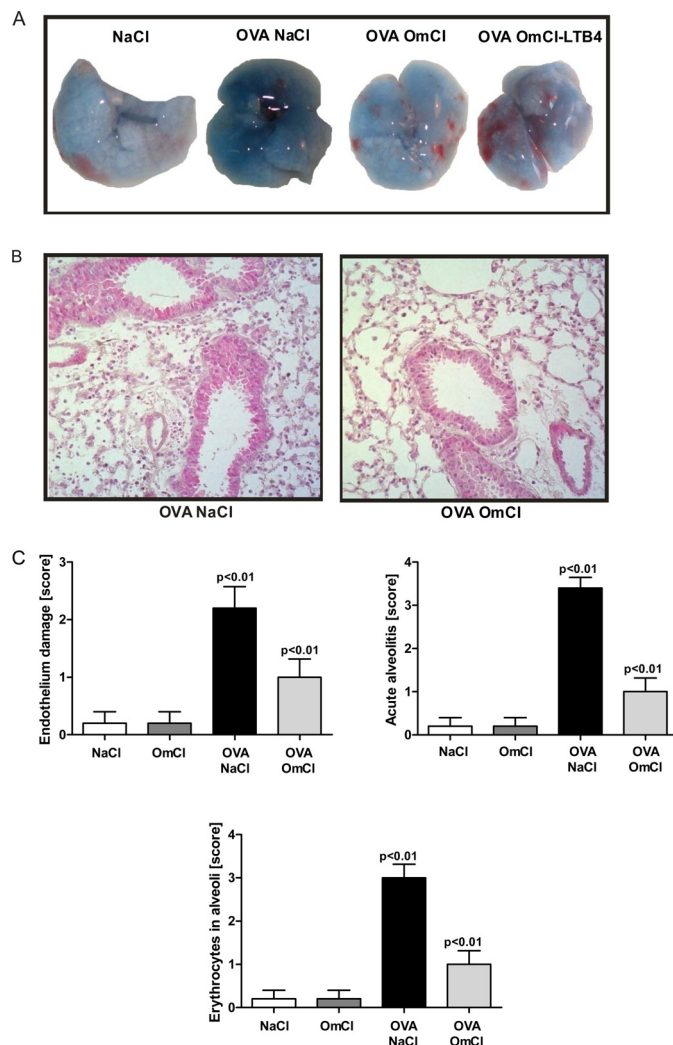 A
NaCl OVA NaCl OVA OmCI OVA OmCI-LTB4
B
OVA NaCl OVA OmCI
C
Endothelium damage [score]
3
2
1
0
p<0.01
p<0.01
NaCl OmCI OVA NaCl OVA OmCI
Acute alveolitis [score]
4
3
2
1
0
p<0.01
p<0.01
NaCl OmCI OVA NaCl OVA OmCI
Erythrocytes in alveoli [score]
4
3
2
1
0
p<0.01
p<0.01
NaCl OmCI OVA NaCl OVA OmCI